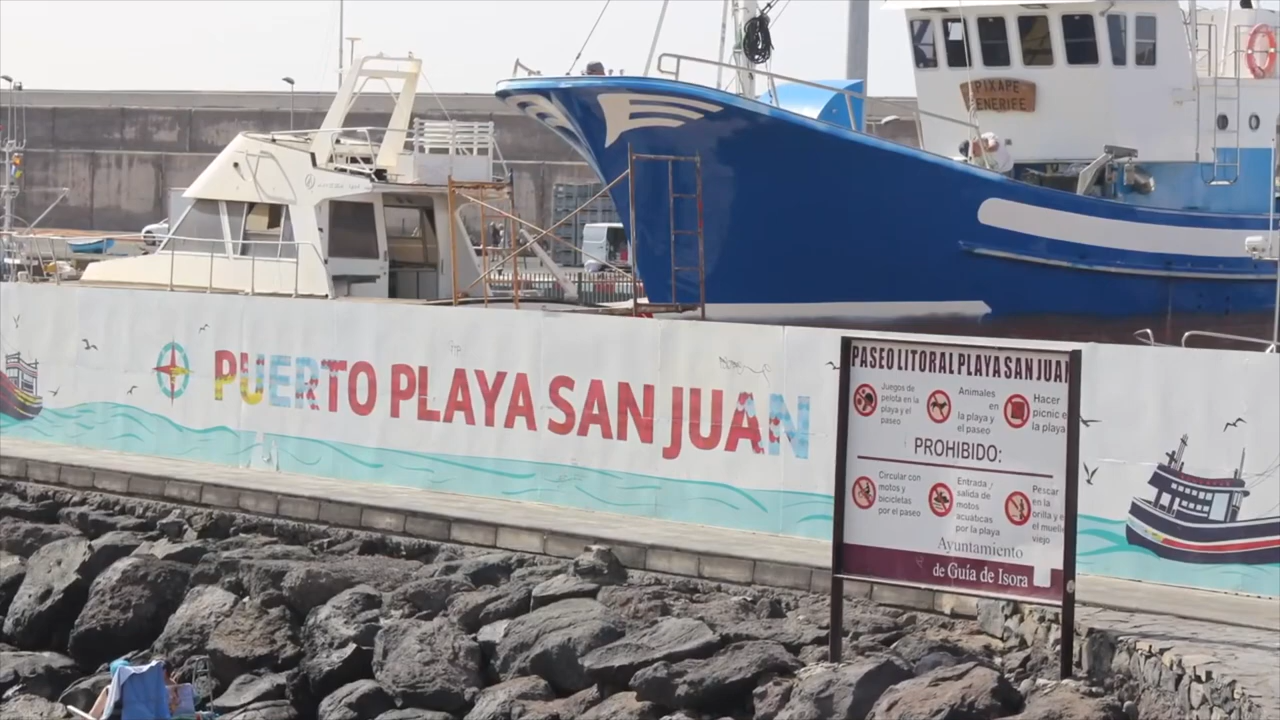 PIXAPE
TENERIFE
PUERTO PLAYA SAN JUAN
PASEO LITORAL PLAYA SAN JUAN
Juegos de
pelota en la
playa y el
paseo
Animales
en
la playa y
el paseo
Hacer
picnic e
la playa
PROHIBIDO:
Circular con
motos y
bicicletas
por el paseo
Entrada /
salida de
motos
acuáticas
por la playa
Pescar
en la
orilla y e
el muelle
viejo
Ayuntamiento
de Guía de Isora